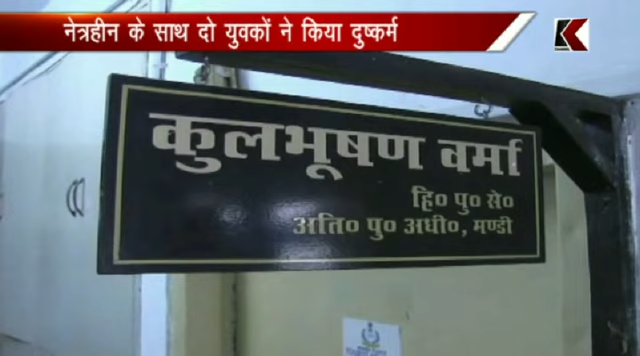 नेत्रहीन के साथ दो युवकों ने किया दुष्कर्म
कुलभूषण वर्मा
हि० पु० से०
अति० पु० अधी०, मण्डी